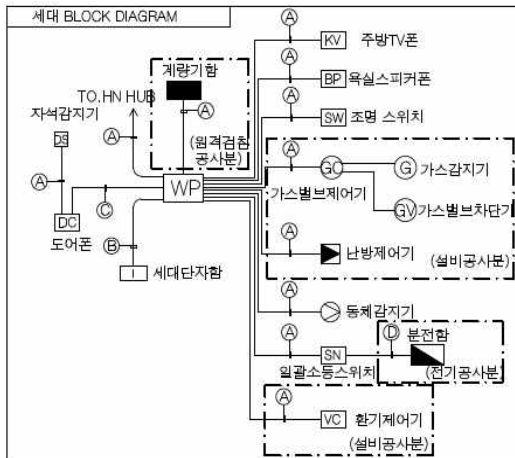 세대 BLOCK DIAGRAM
A
KV 주방TV폰
계량기함
A
BP 욕실스피커폰
TO.HN HUB
A
A
SW 조명 스위치
자석감지기
DS
A
(원격검침
공사분)
A
GC
G 가스감지기
A
WP
가스벨브제어기
C
GV 가스벨브차단기
DC
도어폰
A
B
난방제어기
(설비공사분)
I 세대단자함
A
동체감지기
A
D
분전함
SN
일괄소등스위치
(전기공사분)
A
VC 환기제어기
(설비공사분)